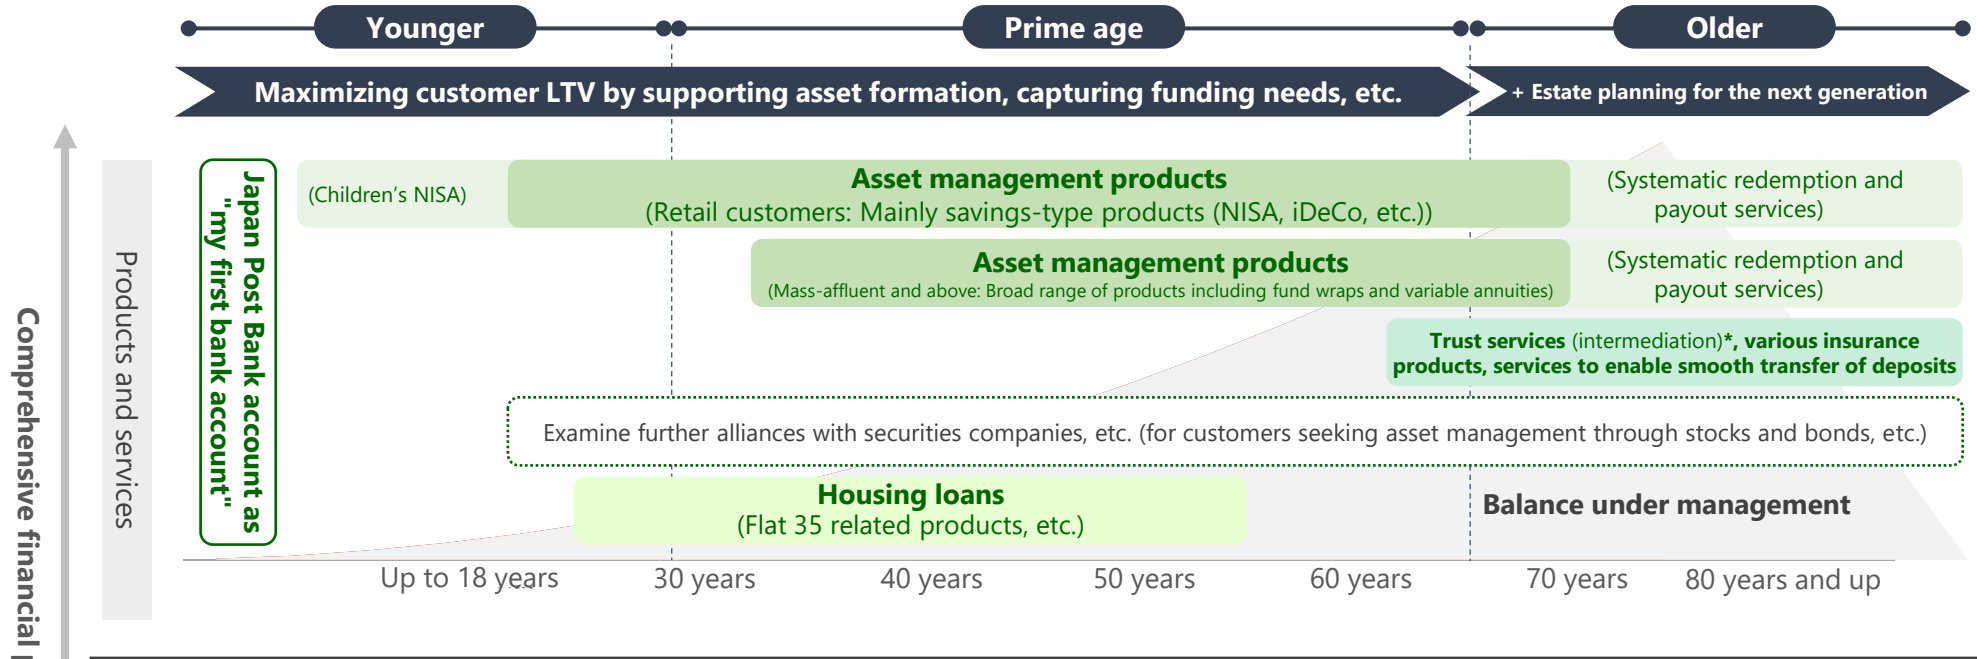 Younger
Prime age
Older
Maximizing customer LTV by supporting asset formation, capturing funding needs, etc.
+ Estate planning for the next generation
Comprehensive financial
Products and services
Japan Post Bank account as
"my first bank account"
(Children's NISA)
Asset management products
(Retail customers: Mainly savings-type products (NISA, iDeCo, etc.))
(Systematic redemption and
payout services)
Asset management products
(Mass-affluent and above: Broad range of products including fund wraps and variable annuities)
(Systematic redemption and
payout services)
Trust services (intermediation)*, various insurance
products, services to enable smooth transfer of deposits
Examine further alliances with securities companies, etc. (for customers seeking asset management through stocks and bonds, etc.)
Housing loans
(Flat 35 related products, etc.)
Balance under management
Up to 18 years
30 years
40 years
50 years
60 years
70 years
80 years and up